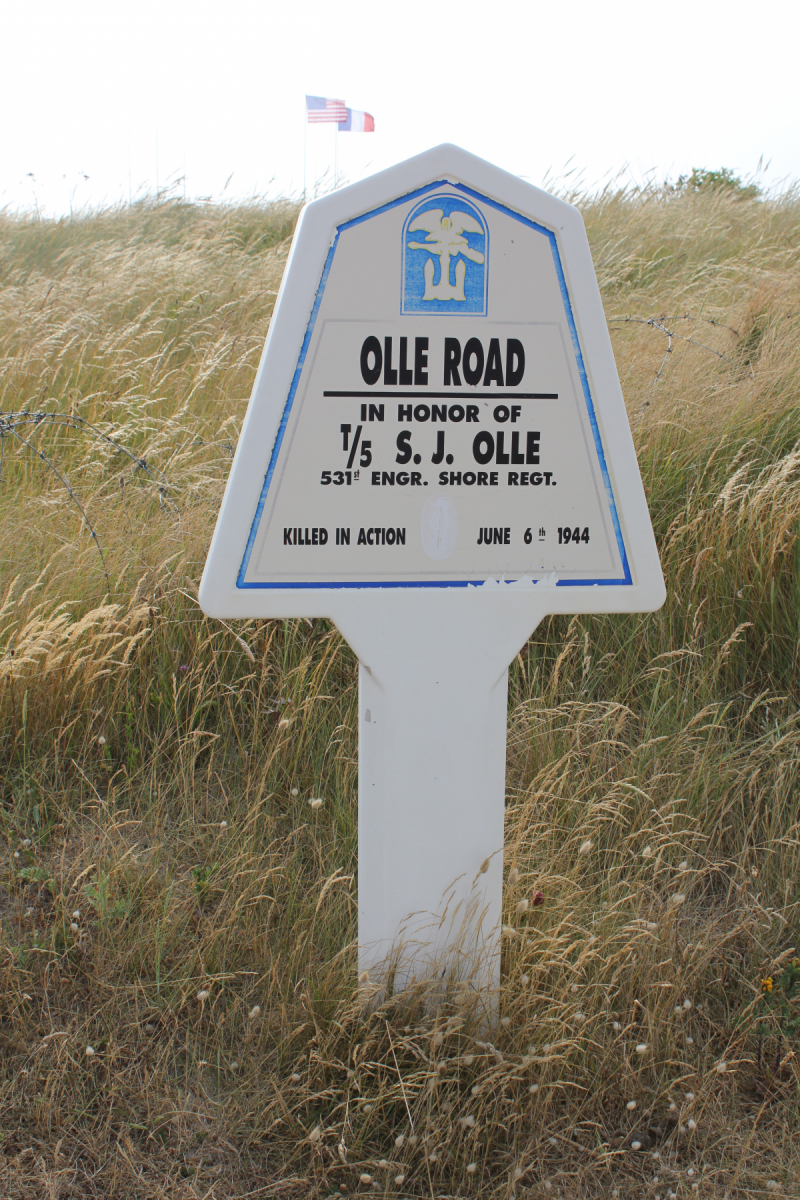 OLLE ROAD
IN HONOR OF
T/5 S. J. OLLE
531st ENGR. SHORE REGT.
KILLED IN ACTION JUNE 6th 1944